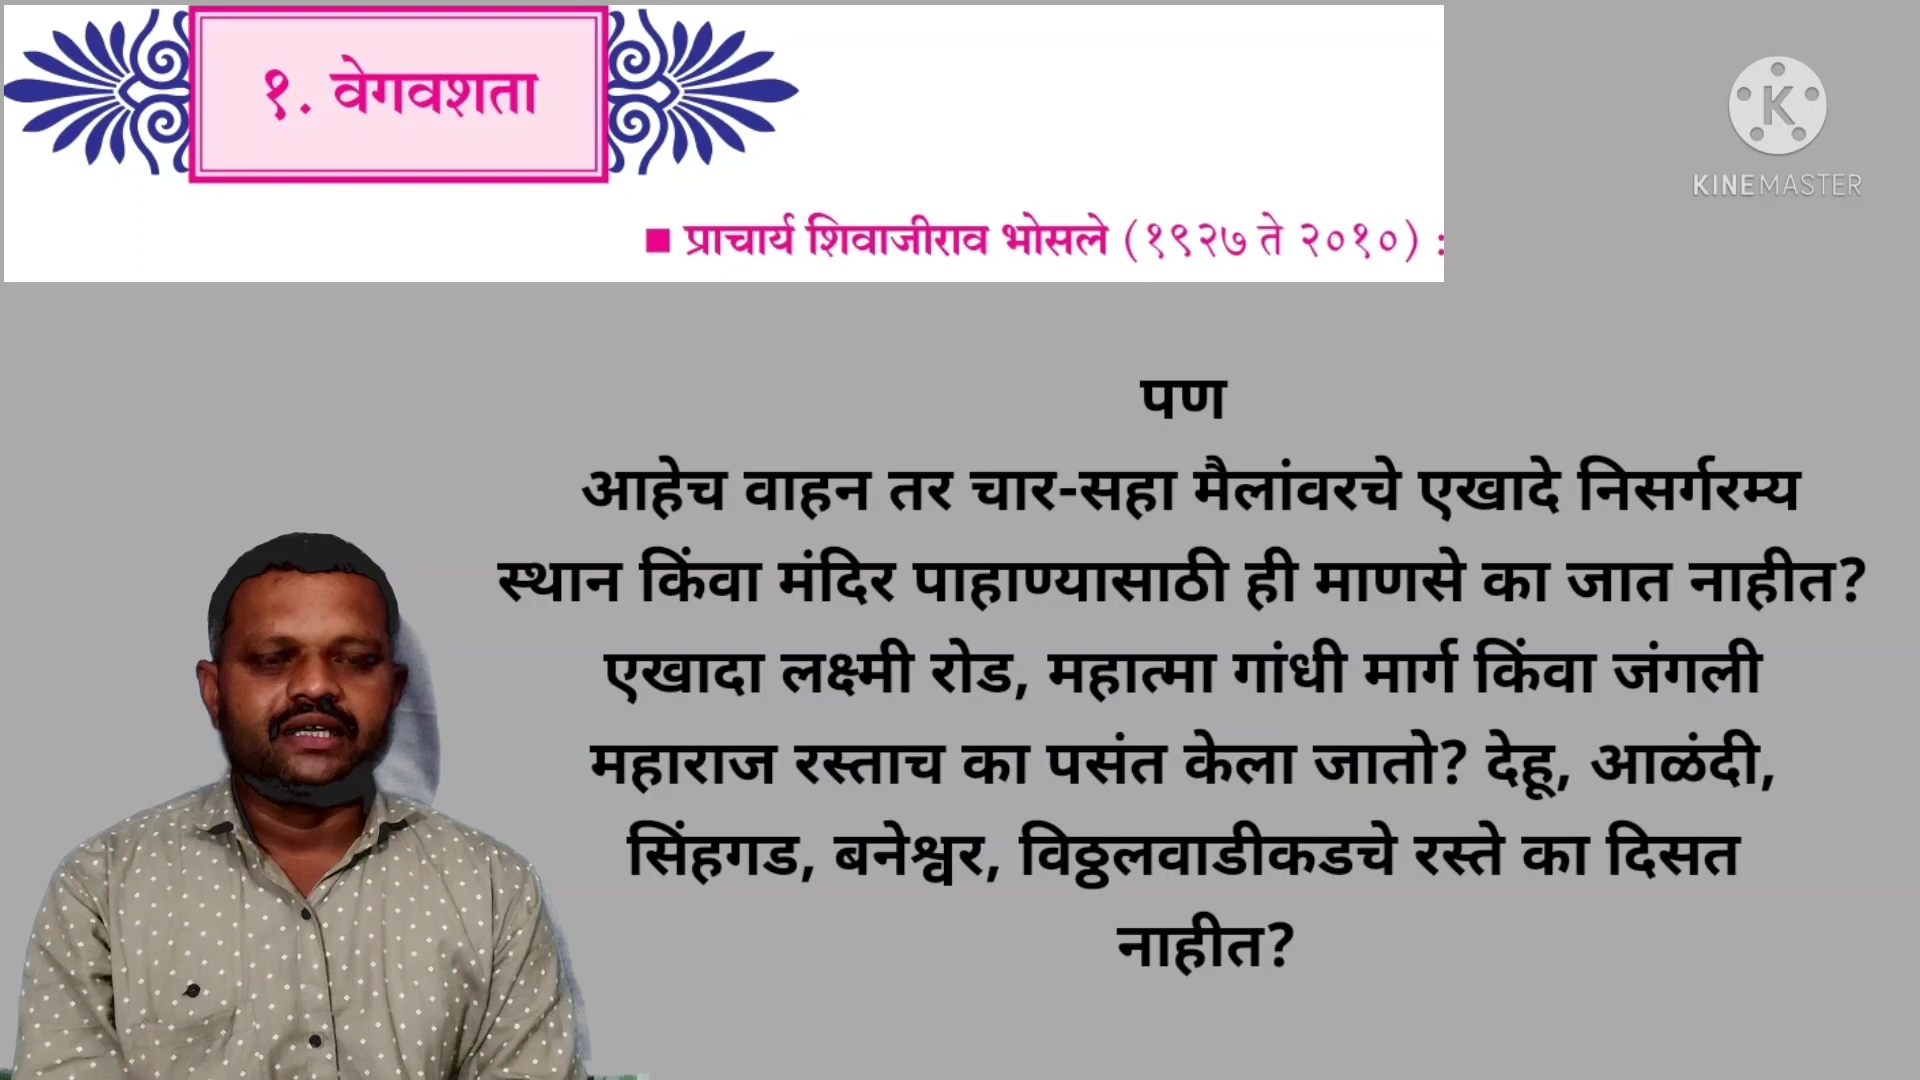 १. वेगवशता
■ प्राचार्य शिवाजीराव भोसले (१९२७ ते २०१०) :
KINEMASTER
पण
आहेच वाहन तर चार-सहा मैलांवरचे एखादे निसर्गरम्य
स्थान किंवा मंदिर पाहाण्यासाठी ही माणसे का जात नाहीत?
एखादा लक्ष्मी रोड, महात्मा गांधी मार्ग किंवा जंगली
महाराज रस्ताच का पसंत केला जातो? देहू, आळंदी,
सिंहगड, बनेश्वर, विठ्ठलवाडीकडचे रस्ते का दिसत
नाहीत?